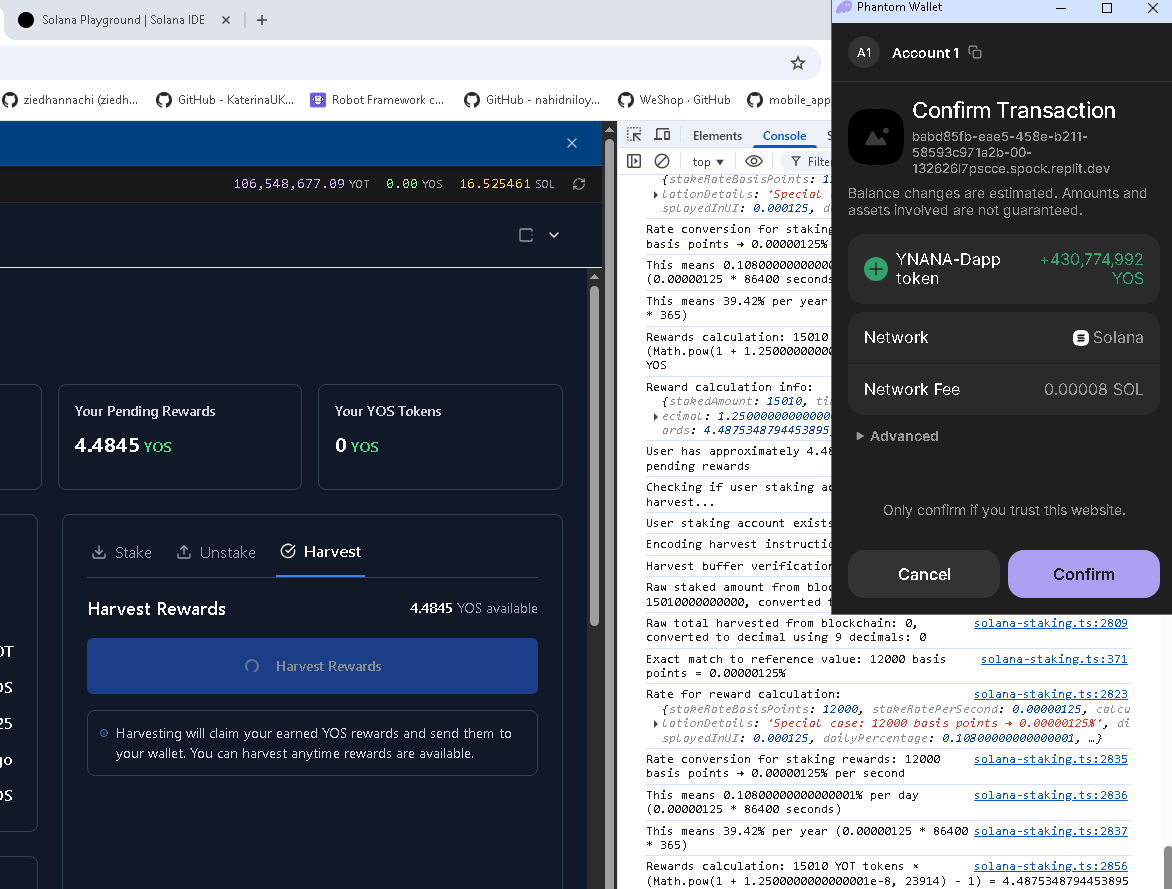 Solana Playground | Solana IDE
Phantom Wallet
ziedhannachi (ziedh...
GitHub - KaterinaUK...
Robot Framework c...
GitHub - nahidniloy...
WeShop · GitHub
mobile_app
106,548,677.09 YOT 0.00 YOS 16.525461 SOL
Your Pending Rewards
4.4845 YOS
Your YOS Tokens
0 YOS
Stake
Unstake
Harvest
Harvest Rewards
4.4845 YOS available
Harvest Rewards
Harvesting will claim your earned YOS rewards and send them to
your wallet. You can harvest anytime rewards are available.
OT
OS
25
go
OS
Elements
Console
top
Filte
{stakeRateBasisPoints: 12
lationDetails: 'Special
splayedInUI: 0.000125, d
Rate conversion for staking
basis points → 0.00000125%
This means 0.108000000000
(0.00000125 * 86400 seconds
This means 39.42% per year
* 365)
Rewards calculation: 15010
(Math.pow(1 + 1.25000000000
YOS
Reward calculation info:
{stakedAmount: 15010, ti
ecimal: 1.2500000000000
ards: 4.4875348794453895
User has approximately 4.48
pending rewards
Checking if user staking ac
harvest...
User staking account exists
Encoding harvest instructio
Harvest buffer verification
Raw staked amount from bloc
15010000000000, converted t
Raw total harvested from blockchain: 0, solana-staking.ts:2809
converted to decimal using 9 decimals: 0
Exact match to reference value: 12000 basis solana-staking.ts:371
points = 0.00000125%
Rate for reward calculation: solana-staking.ts:2823
{stakeRateBasisPoints: 12000, stakeRatePerSecond: 0.00000125, calcu
lationDetails: 'Special case: 12000 basis points → 0.00000125%', di
splayedInUI: 0.000125, dailyPercentage: 0.10800000000000001, …}
Rate conversion for staking rewards: 12000 solana-staking.ts:2835
basis points → 0.00000125% per second
This means 0.1080000000000001% per day solana-staking.ts:2836
(0.00000125 * 86400 seconds)
This means 39.42% per year (0.00000125 * 86400 solana-staking.ts:2837
* 365)
Rewards calculation: 15010 YOT tokens × solana-staking.ts:2856
(Math.pow(1 + 1.2500000000000001e-8, 23914) - 1) = 4.4875348794453895
A1
Account 1
Confirm Transaction
babd85fb-eae5-458e-b211-
58593c971a2b-00-
132626l7pscce.spock.replit.dev
Balance changes are estimated. Amounts and
assets involved are not guaranteed.
YNANA-Dapp +430,774,992
token YOS
Network Solana
Network Fee 0.00008 SOL
Advanced
Only confirm if you trust this website.
Cancel
Confirm